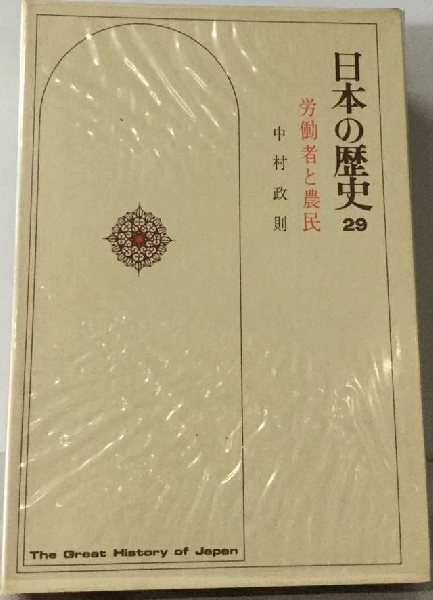 日本の歴史 29
労働者と農民
中村政則
The Great History of Japan